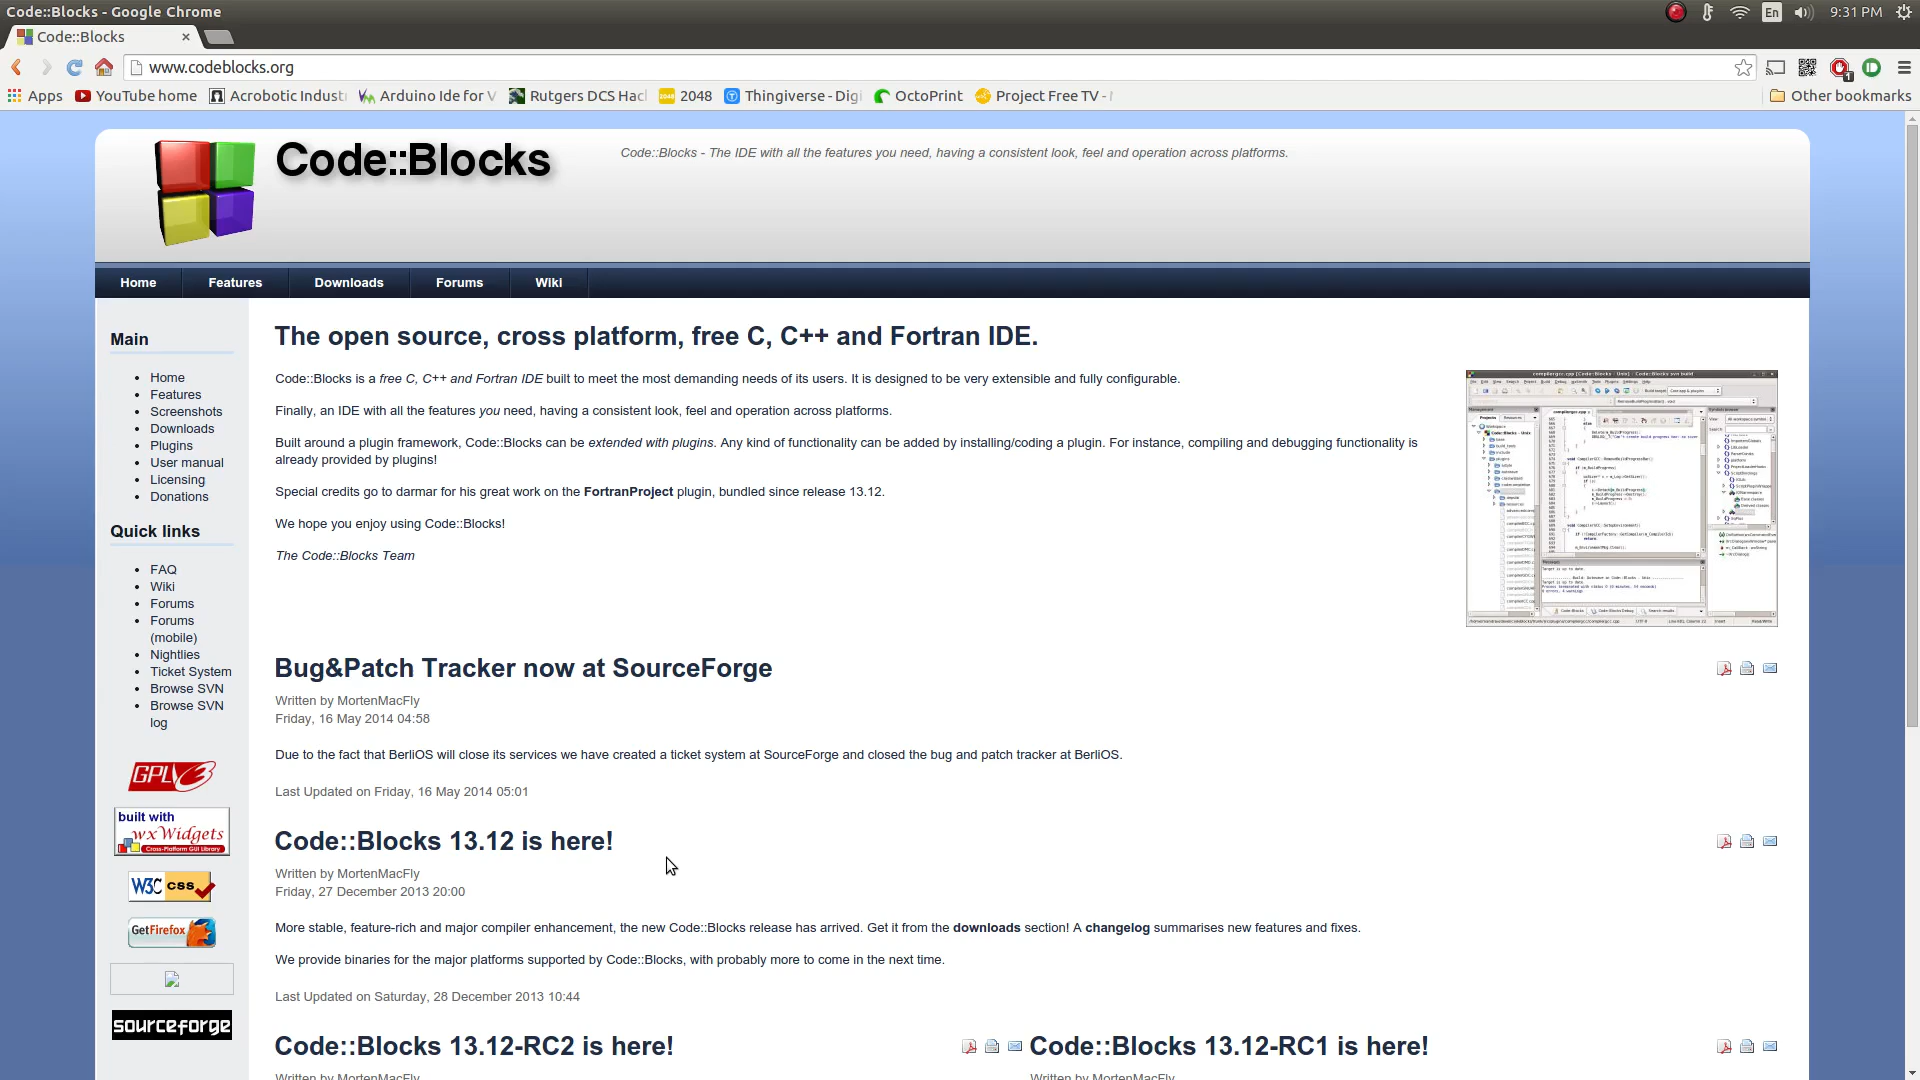 Code::Blocks - Google Chrome
En
9:31 PM
Code::Blocks
www.codeblocks.org
1
Apps
YouTube home
Acrobotic Indust
Arduino Ide for V
Rutgers DCS Hac
2048
Thingiverse - Digi
OctoPrint
Project Free TV -
Other bookmarks
Code::Blocks
Code::Blocks - The IDE with all the features you need, having a consistent look, feel and operation across platforms.
Home
Features
Downloads
Forums
Wiki
Main
Home
Features
Screenshots
Downloads
Plugins
User manual
Licensing
Donations
Quick links
FAQ
Wiki
Forums
Forums
(mobile)
Nightlies
Ticket System
Browse SVN
Browse SVN
log
GPLv3
built with
wxWidgets
Cross-Platform GUI Library
W3C css
GetFirefox
sourceforge
The open source, cross platform, free C, C++ and Fortran IDE.
Code::Blocks is a free C, C++ and Fortran IDE built to meet the most demanding needs of its users. It is designed to be very extensible and fully configurable.
Finally, an IDE with all the features you need, having a consistent look, feel and operation across platforms.
Built around a plugin framework, Code::Blocks can be extended with plugins. Any kind of functionality can be added by installing/coding a plugin. For instance, compiling and debugging functionality is
already provided by plugins!
Special credits go to darmar for his great work on the FortranProject plugin, bundled since release 13.12.
We hope you enjoy using Code::Blocks!
The Code::Blocks Team
Bug&Patch Tracker now at SourceForge
Written by MortenMacFly
Friday, 16 May 2014 04:58
Due to the fact that BerliOS will close its services we have created a ticket system at SourceForge and closed the bug and patch tracker at BerliOS.
Last Updated on Friday, 16 May 2014 05:01
Code::Blocks 13.12 is here!
Written by MortenMacFly
Friday, 27 December 2013 20:00
More stable, feature-rich and major compiler enhancement, the new Code::Blocks release has arrived. Get it from the downloads section! A changelog summarises new features and fixes.
We provide binaries for the major platforms supported by Code::Blocks, with probably more to come in the next time.
Last Updated on Saturday, 28 December 2013 10:44
Code::Blocks 13.12-RC2 is here!
Written by MortenMacFly
Code::Blocks 13.12-RC1 is here!
Written by MortenMacFly